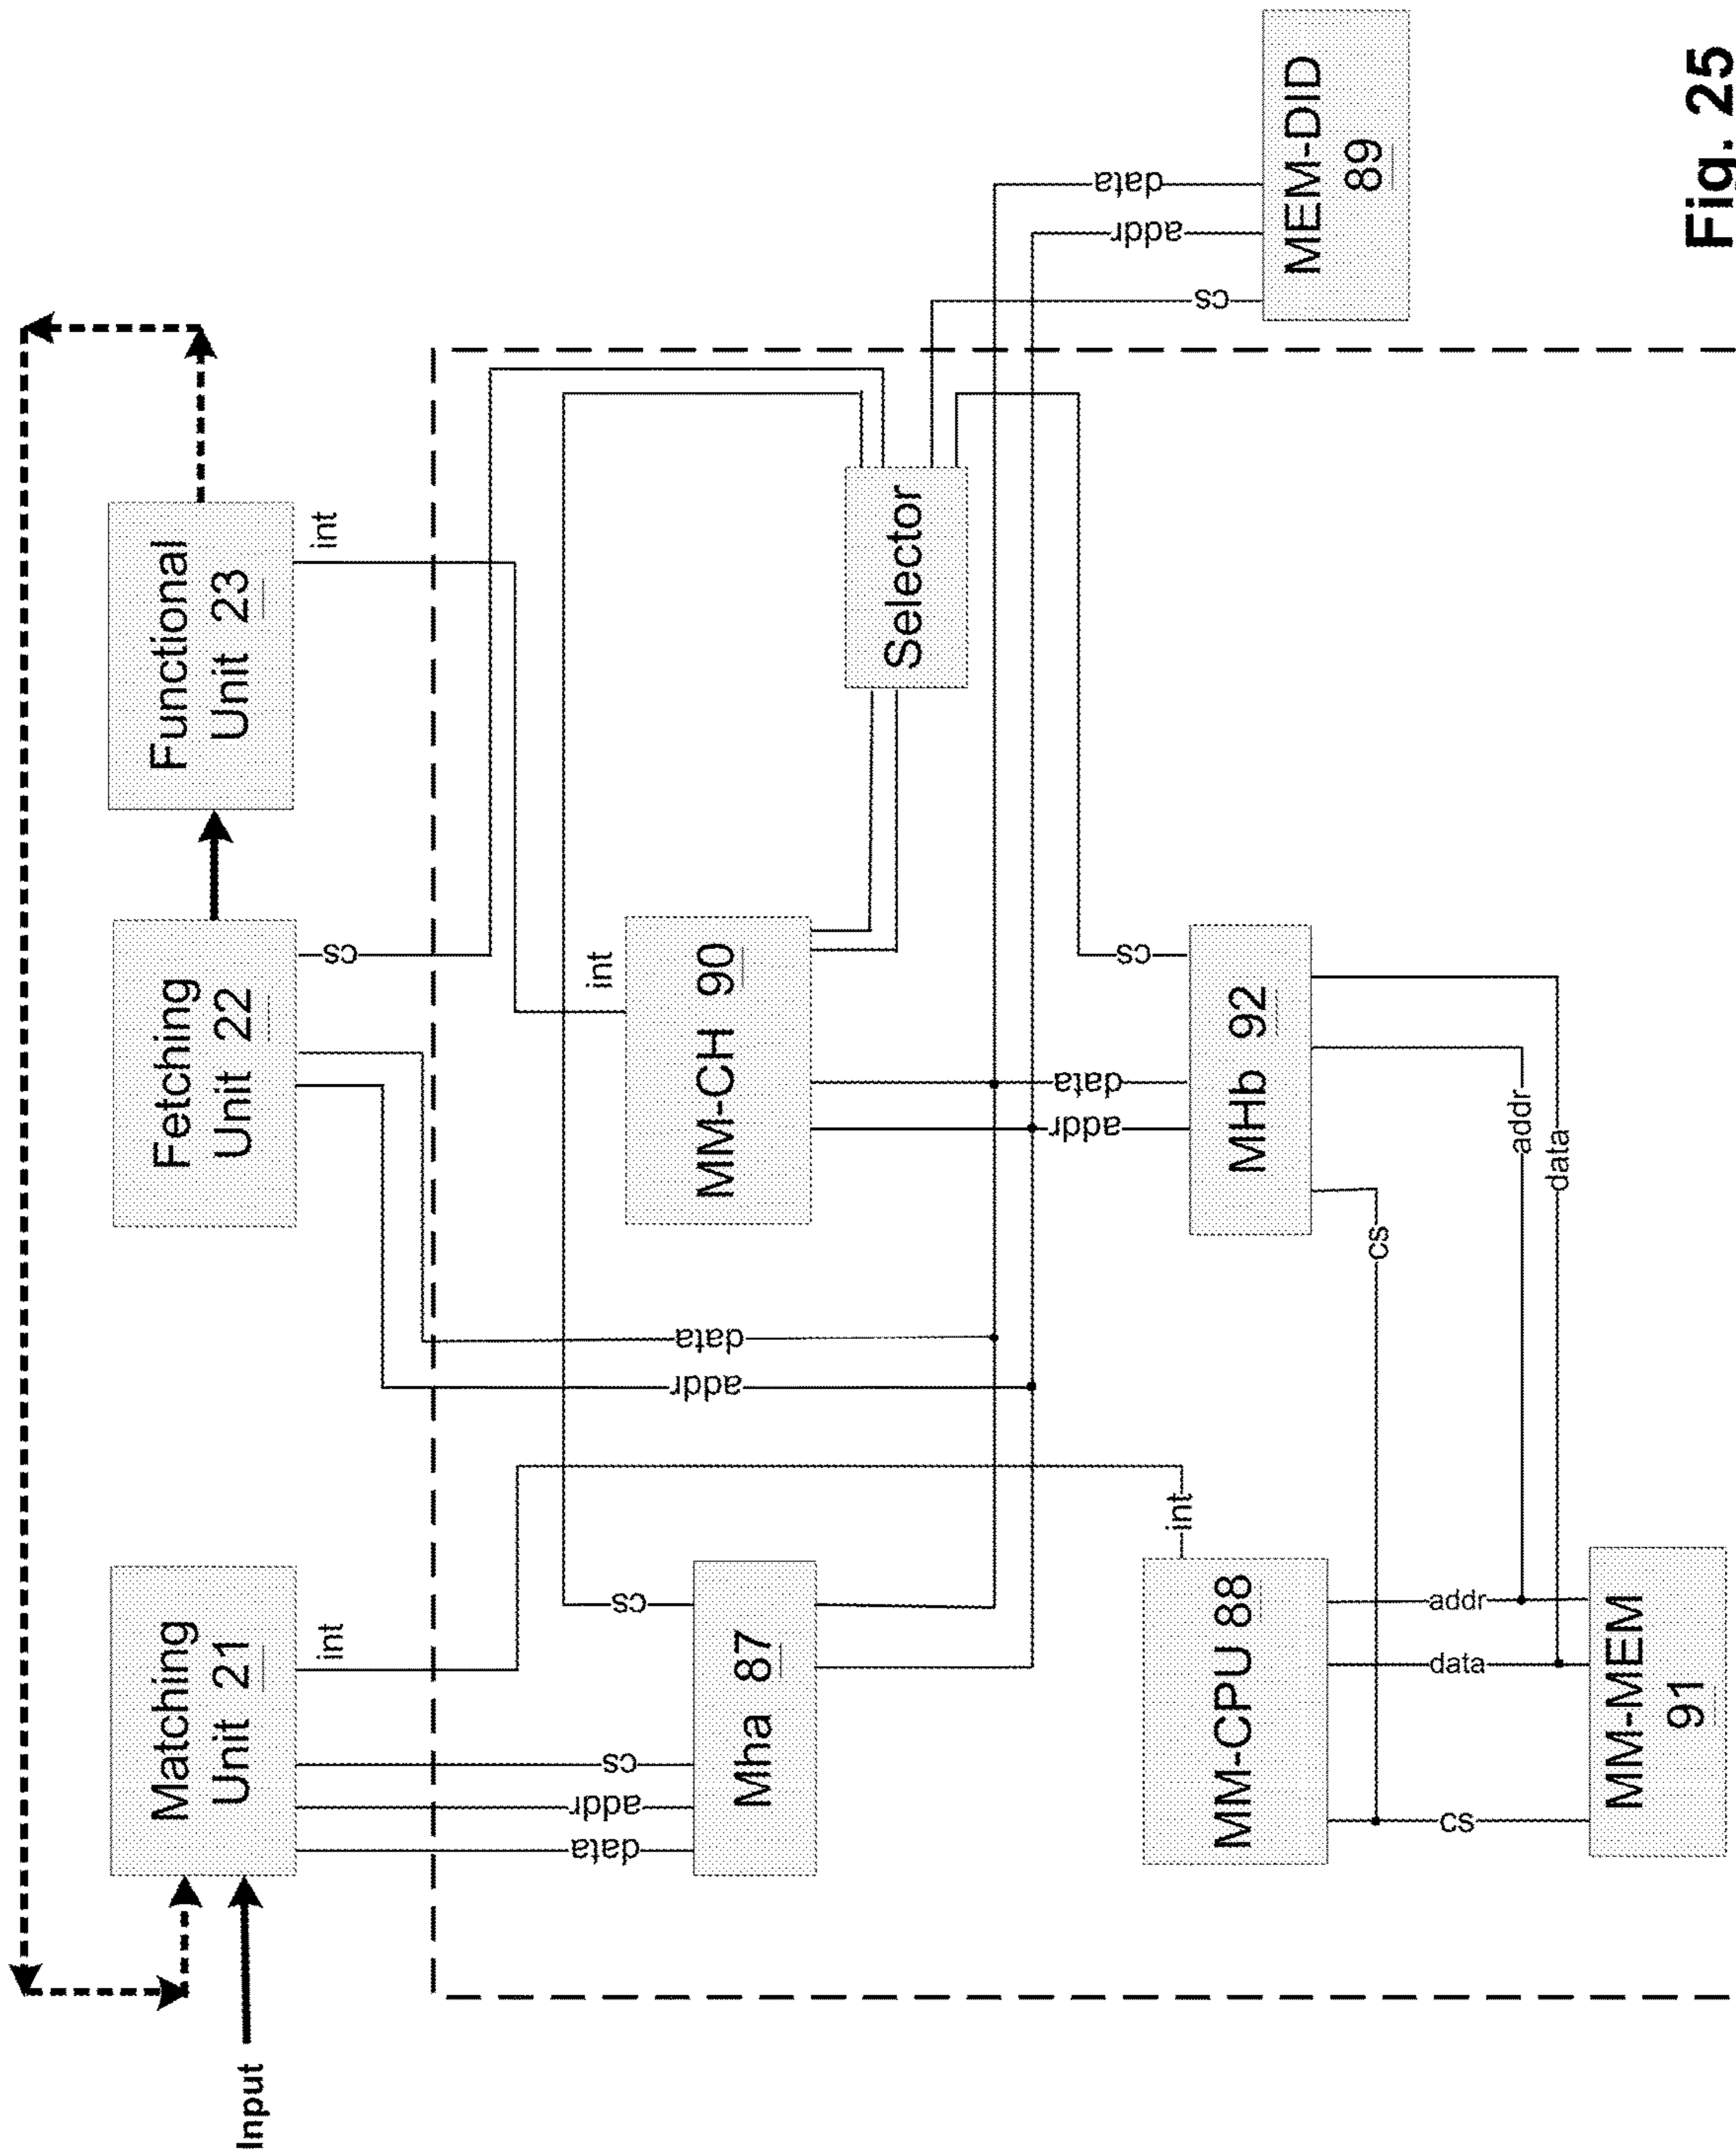 Input
Matching
Unit 21
Fetching
Unit 22
Functional
Unit 23
int
cs
int
data
addr
cs
data
addr
cs
Mha 87
int
MM-CH 90
Selector
cs
addr
data
MEM-DID
89
int
addr
data
cs
MM-CPU 88
MHb 92
cs
addr
data
cs
data
addr
MM-MEM
91
Fig. 25